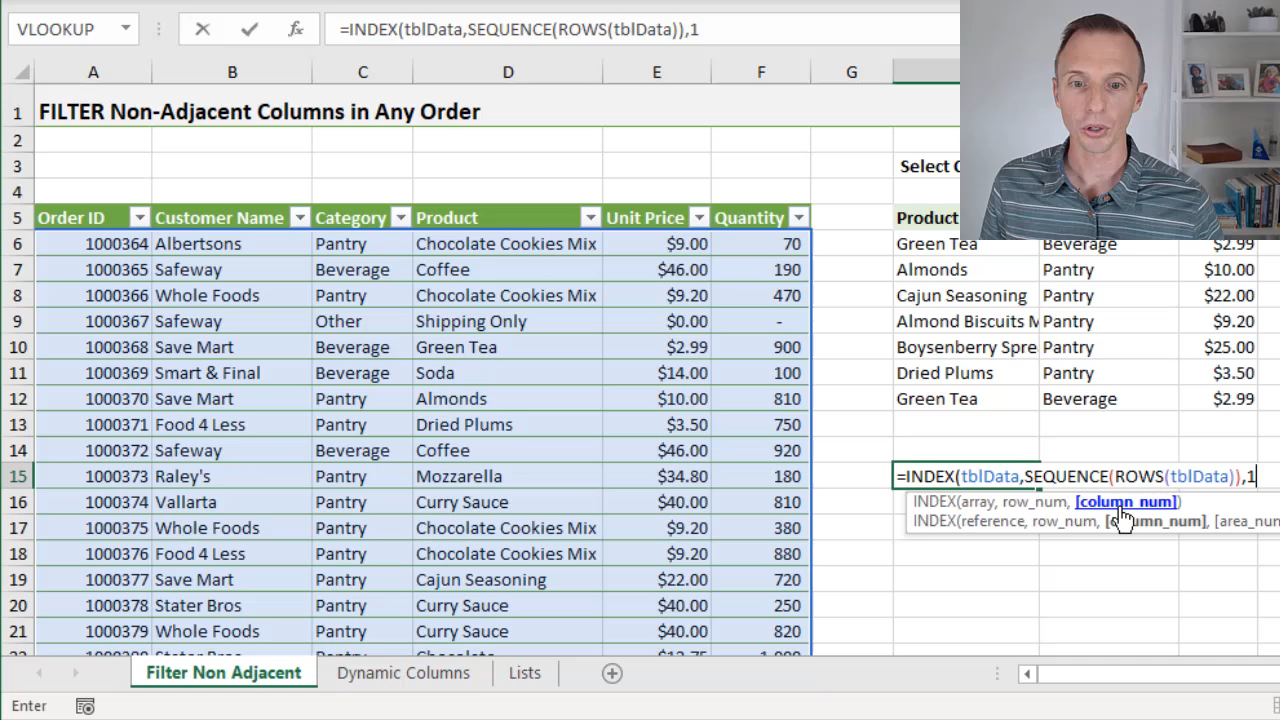 VLOOKUP =INDEX(tblData,SEQUENCE(ROWS(tblData)),1
A B C D E F G
1 FILTER Non-Adjacent Columns in Any Order
2
3 Select
4
5 Order ID Customer Name Category Product Unit Price Quantity Product
6 1000364 Albertsons Pantry Chocolate Cookies Mix $9.00 70 Green Tea Beverage $2.99
7 1000365 Safeway Beverage Coffee $46.00 190 Almonds Pantry $10.00
8 1000366 Whole Foods Pantry Chocolate Cookies Mix $9.20 470 Cajun Seasoning Pantry $22.00
9 1000367 Safeway Other Shipping Only $0.00 - Almond Biscuits M Pantry $9.20
10 1000368 Save Mart Beverage Green Tea $2.99 900 Boysenberry Spre Pantry $25.00
11 1000369 Smart & Final Beverage Soda $14.00 100 Dried Plums Pantry $3.50
12 1000370 Save Mart Pantry Almonds $10.00 810 Green Tea Beverage $2.99
13 1000371 Food 4 Less Pantry Dried Plums $3.50 750
14 1000372 Safeway Beverage Coffee $46.00 920
15 1000373 Raley's Pantry Mozzarella $34.80 180 =INDEX(tblData,SEQUENCE(ROWS(tblData)),1
16 1000374 Vallarta Pantry Curry Sauce $40.00 810 INDEX(array, row_num, [column_num])
17 1000375 Whole Foods Pantry Chocolate Cookies Mix $9.20 380 INDEX(reference, row_num, [column_num], [area_num
18 1000376 Food 4 Less Pantry Chocolate Cookies Mix $9.20 880
19 1000377 Save Mart Pantry Cajun Seasoning $22.00 720
20 1000378 Stater Bros Pantry Curry Sauce $40.00 250
21 1000379 Whole Foods Pantry Curry Sauce $40.00 820
Filter Non Adjacent Dynamic Columns Lists
Enter